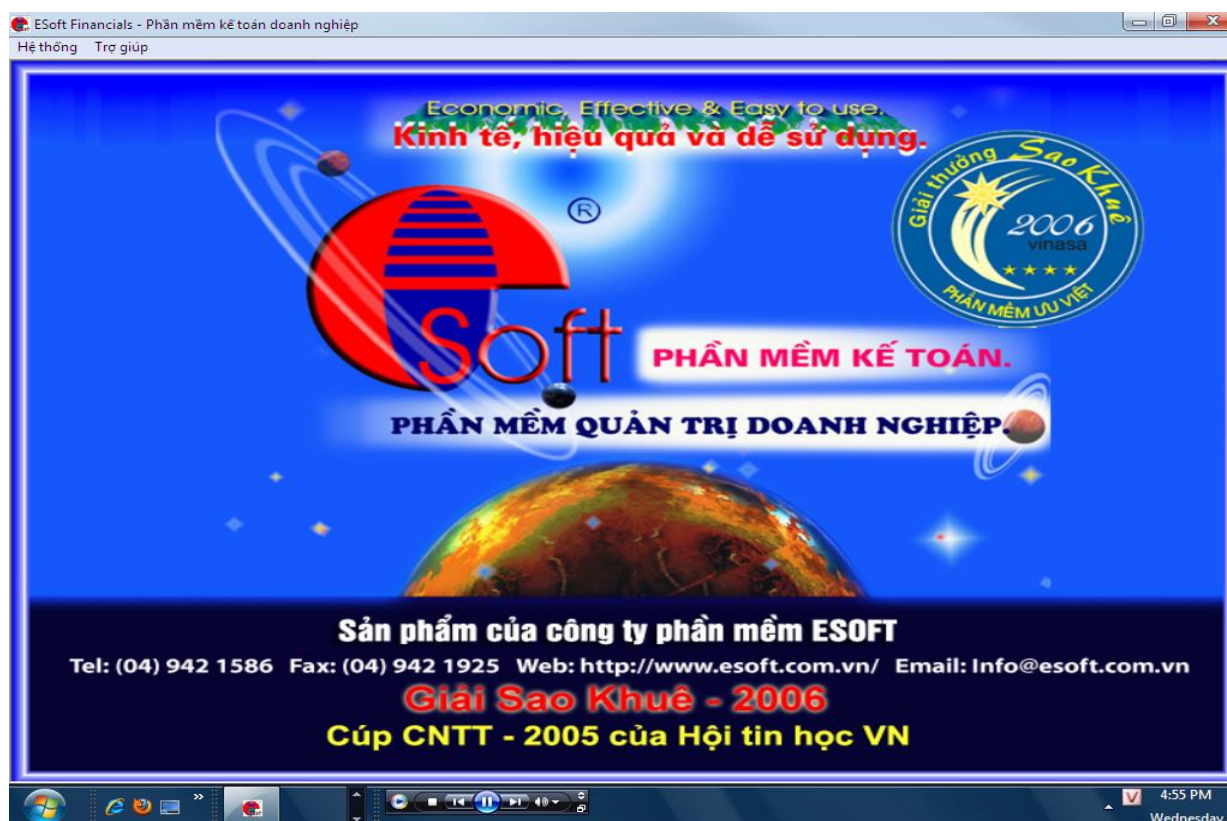 ESoft Financials - Phần mềm kế toán doanh nghiệp
Hệ thống Trợ giúp
Economic, Effective & Easy to use.
Kinh tế, hiệu quả và dễ sử dụng.
Giải thưởng Sao Khuê
2006
vinasa
PHẦN MỀM ƯU VIỆT
®
Soft
PHẦN MỀM KẾ TOÁN.
PHẦN MỀM QUẢN TRỊ DOANH NGHIỆP.
Sản phẩm của công ty phần mềm ESOFT
Tel: (04) 942 1586 Fax: (04) 942 1925 Web: http://www.esoft.com.vn/ Email: Info@esoft.com.vn
Giải Sao Khuê - 2006
Cúp CNTT - 2005 của Hội tin học VN
V 4:55 PM
Wednesday